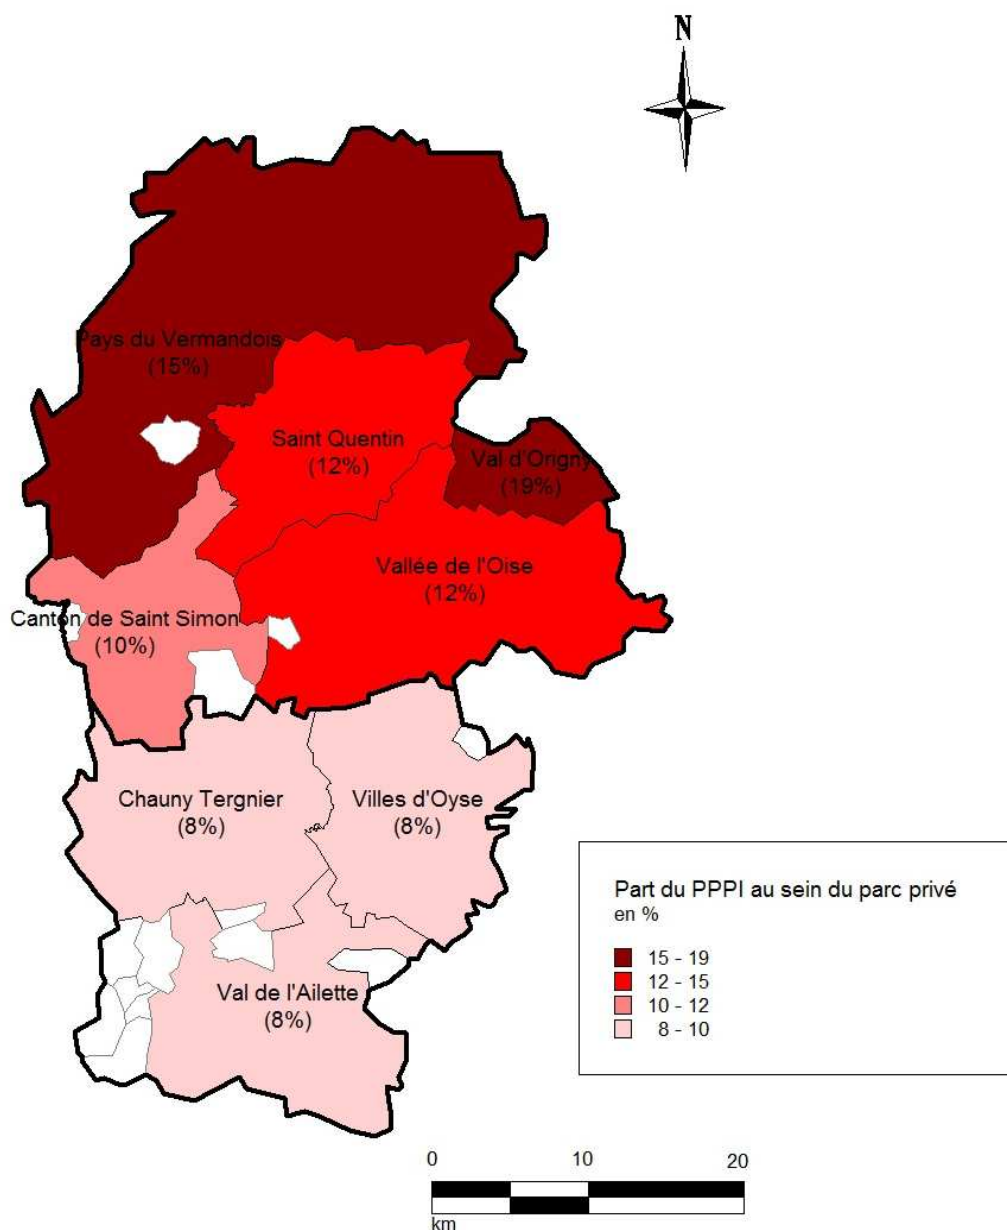 N
Pays du Vermandois
(15%)
Saint Quentin
(12%)
Val d'Origny
(19%)
Vallée de l'Oise
(12%)
Canton de Saint Simon
(10%)
Chauny Tergnier
(8%)
Villes d'Oyse
(8%)
Val de l'Ailette
(8%)
Part du PPPI au sein du parc privé
en %
15 - 19
12 - 15
10 - 12
8 - 10
0 10 20
km